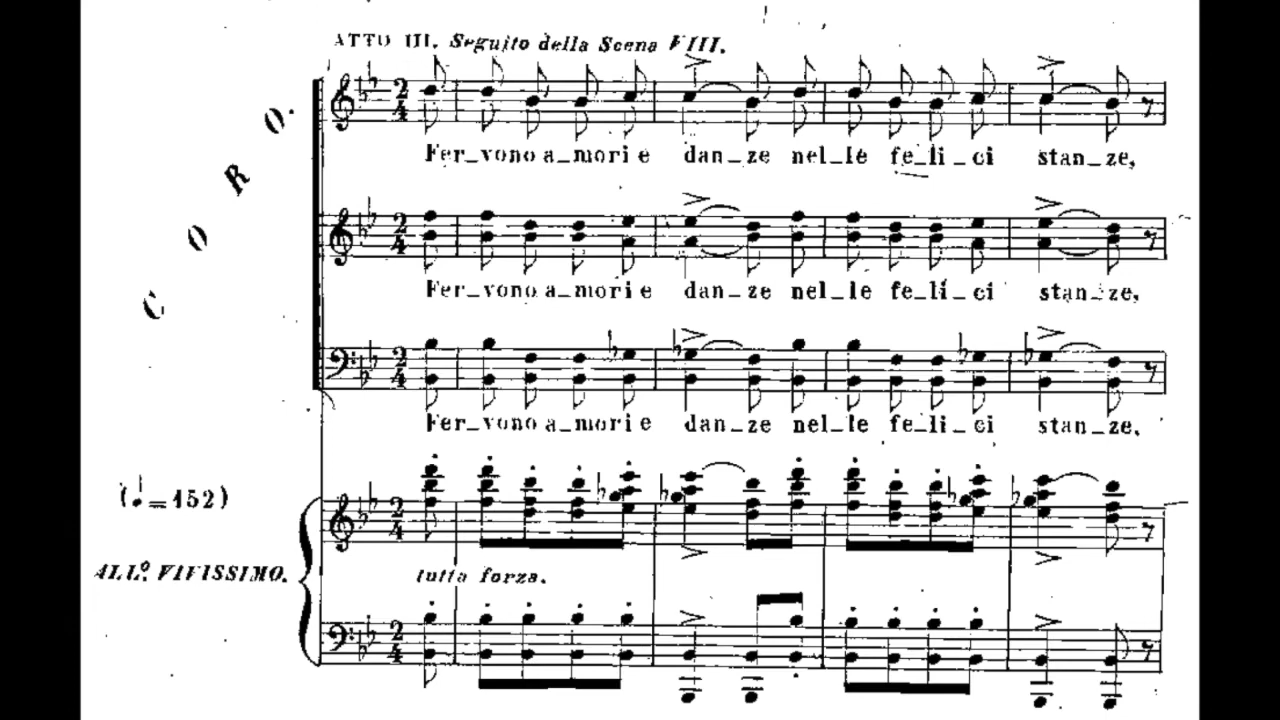 ATTO III. Seguito della Scena VIII.
CORO.
Fer_vono a_mori e dan_ze nel_le fe_li_ci stan_ze,
Fer_vono a_mori e dan_ze nel_le fe_li_ci stan_ze,
Fer_vono a_mori e dan_ze nel_le fe_li_ci stan_ze,
(♩=152)
ALLº. VIVISSIMO.
tutta forza.